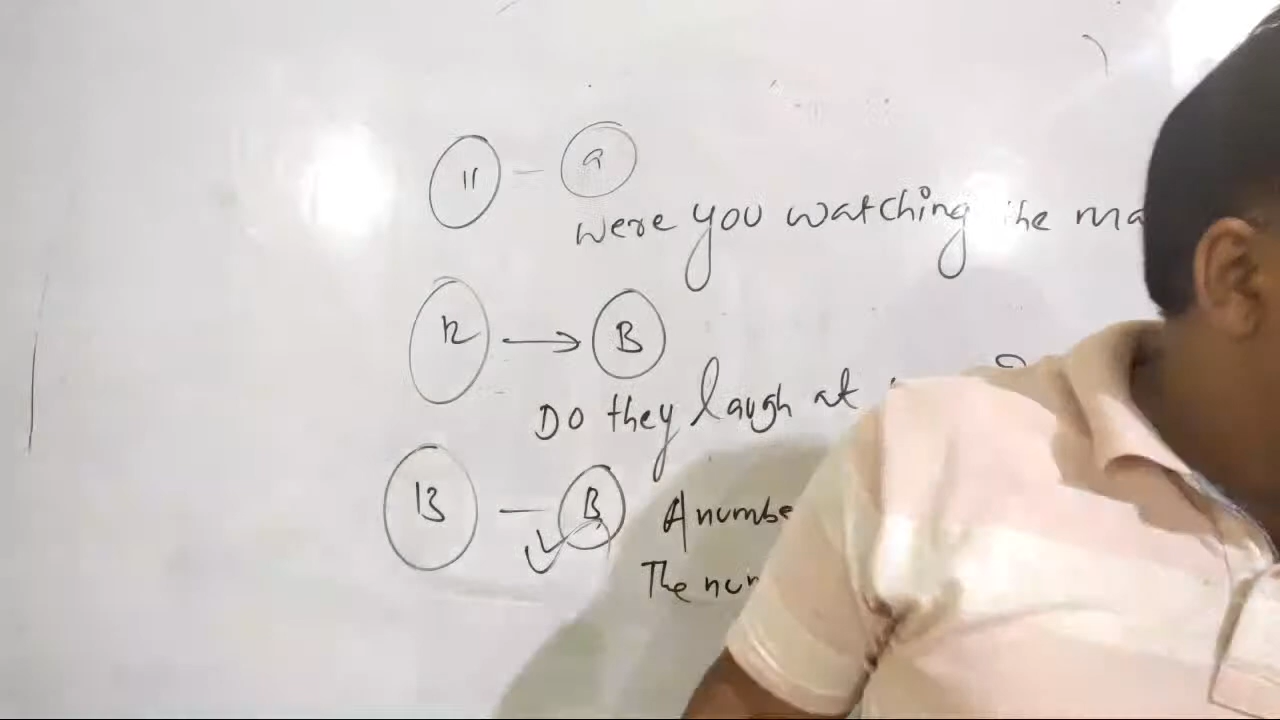 11 - a
Were you watching the ma
12 → B
Do they laugh at
13 - B A numbe
The num